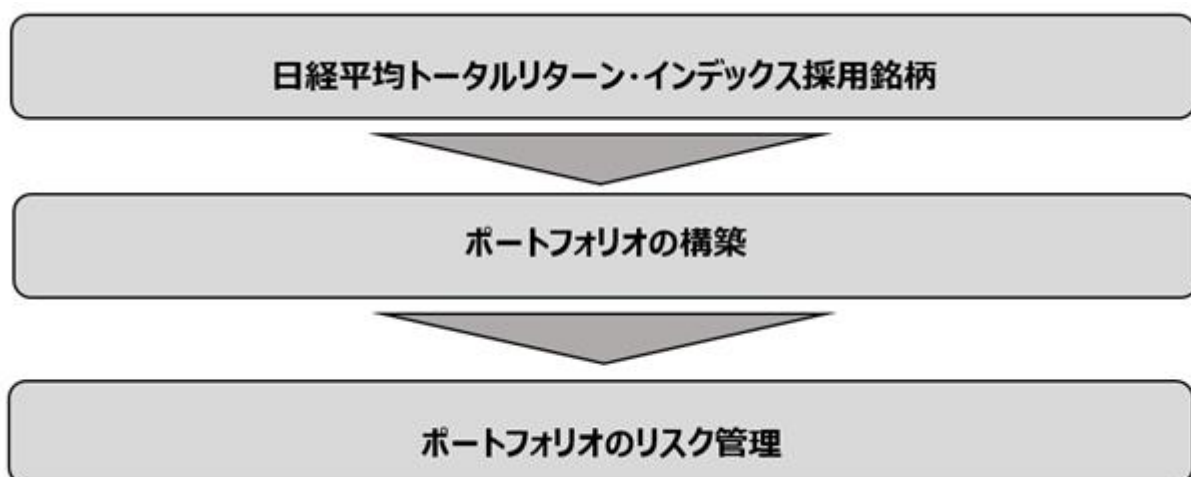 日経平均トータルリターン・インデックス採用銘柄
ポートフォリオの構築
ポートフォリオのリスク管理